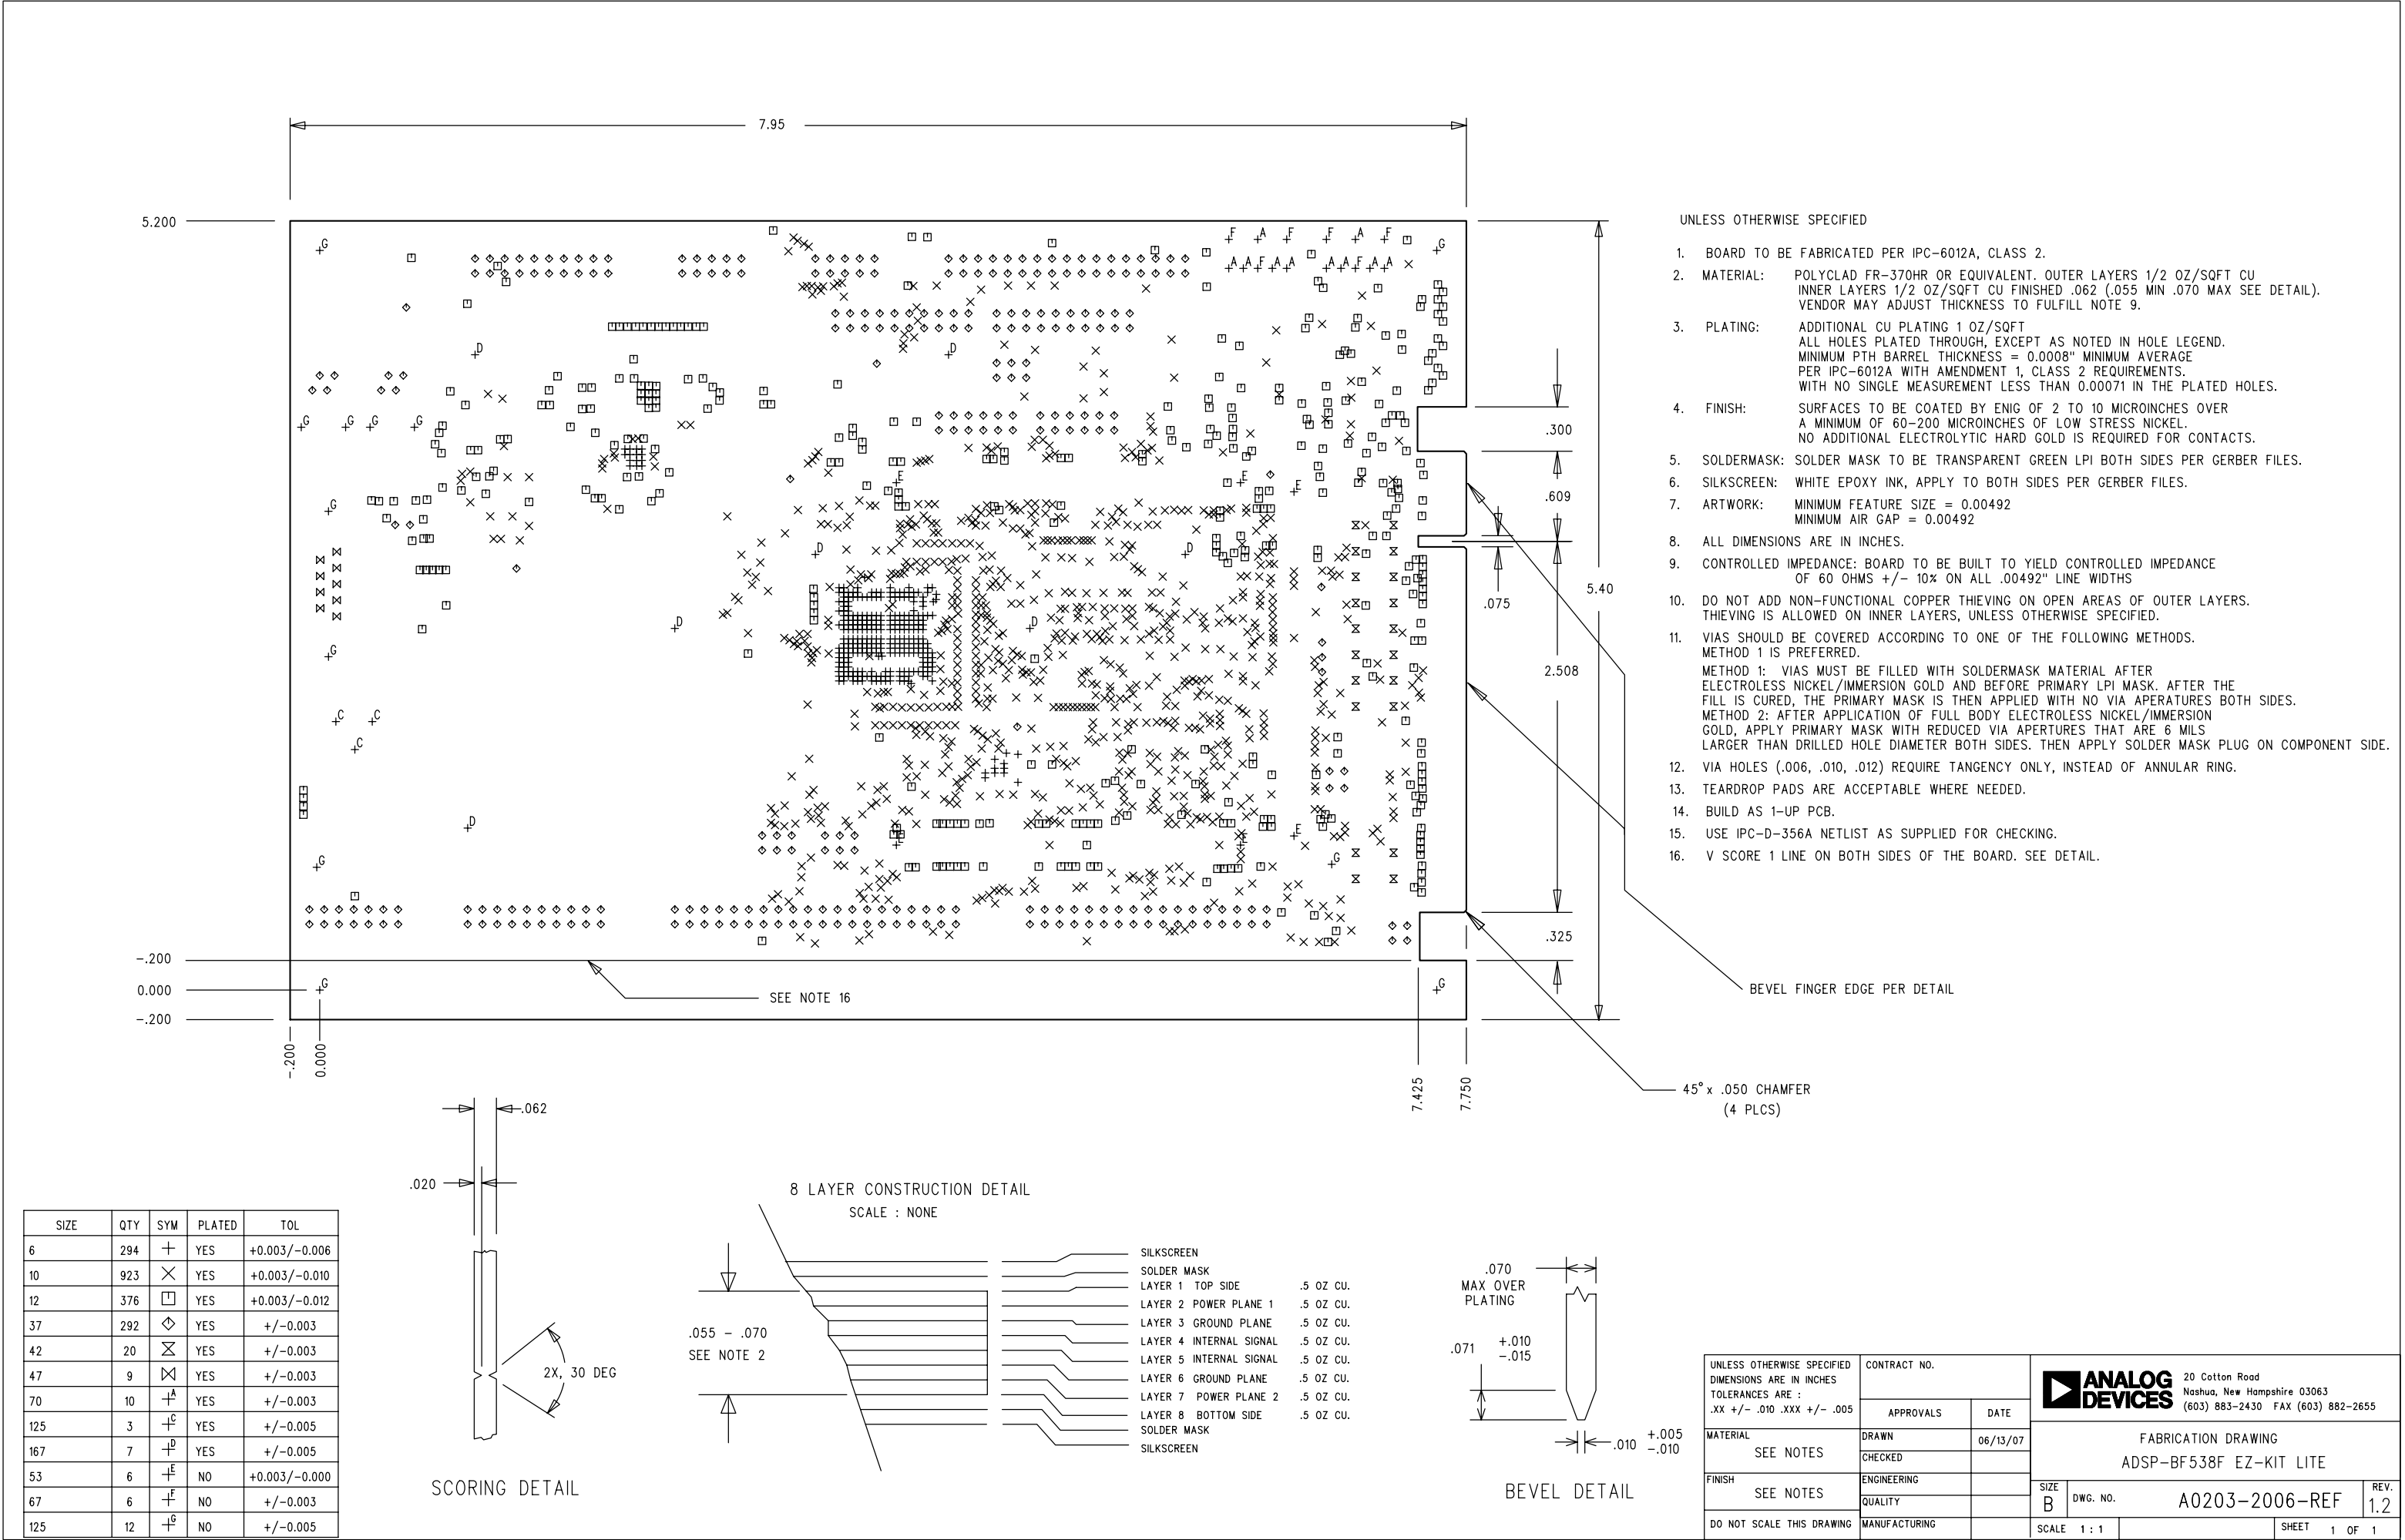 7.95
5.200
-.200
0.000
-.200
-.200
0.000
7.425
7.750
.300
.609
.075
5.40
2.508
.325
SEE NOTE 16
BEVEL FINGER EDGE PER DETAIL
45° x .050 CHAMFER
(4 PLCS)
UNLESS OTHERWISE SPECIFIED
1. BOARD TO BE FABRICATED PER IPC-6012A, CLASS 2.
2. MATERIAL: POLYCLAD FR-370HR OR EQUIVALENT. OUTER LAYERS 1/2 OZ/SQFT CU
INNER LAYERS 1/2 OZ/SQFT CU FINISHED .062 (.055 MIN .070 MAX SEE DETAIL).
VENDOR MAY ADJUST THICKNESS TO FULFILL NOTE 9.
3. PLATING: ADDITIONAL CU PLATING 1 OZ/SQFT
ALL HOLES PLATED THROUGH, EXCEPT AS NOTED IN HOLE LEGEND.
MINIMUM PTH BARREL THICKNESS = 0.0008" MINIMUM AVERAGE
PER IPC-6012A WITH AMENDMENT 1, CLASS 2 REQUIREMENTS.
WITH NO SINGLE MEASUREMENT LESS THAN 0.00071 IN THE PLATED HOLES.
4. FINISH: SURFACES TO BE COATED BY ENIG OF 2 TO 10 MICROINCHES OVER
A MINIMUM OF 60-200 MICROINCHES OF LOW STRESS NICKEL.
NO ADDITIONAL ELECTROLYTIC HARD GOLD IS REQUIRED FOR CONTACTS.
5. SOLDERMASK: SOLDER MASK TO BE TRANSPARENT GREEN LPI BOTH SIDES PER GERBER FILES.
6. SILKSCREEN: WHITE EPOXY INK, APPLY TO BOTH SIDES PER GERBER FILES.
7. ARTWORK: MINIMUM FEATURE SIZE = 0.00492
MINIMUM AIR GAP = 0.00492
8. ALL DIMENSIONS ARE IN INCHES.
9. CONTROLLED IMPEDANCE: BOARD TO BE BUILT TO YIELD CONTROLLED IMPEDANCE
OF 60 OHMS +/- 10% ON ALL .00492" LINE WIDTHS
10. DO NOT ADD NON-FUNCTIONAL COPPER THIEVING ON OPEN AREAS OF OUTER LAYERS.
THIEVING IS ALLOWED ON INNER LAYERS, UNLESS OTHERWISE SPECIFIED.
11. VIAS SHOULD BE COVERED ACCORDING TO ONE OF THE FOLLOWING METHODS.
METHOD 1 IS PREFERRED.
METHOD 1: VIAS MUST BE FILLED WITH SOLDERMASK MATERIAL AFTER
ELECTROLESS NICKEL/IMMERSION GOLD AND BEFORE PRIMARY LPI MASK. AFTER THE
FILL IS CURED, THE PRIMARY MASK IS THEN APPLIED WITH NO VIA APERATURES BOTH SIDES.
METHOD 2: AFTER APPLICATION OF FULL BODY ELECTROLESS NICKEL/IMMERSION
GOLD, APPLY PRIMARY MASK WITH REDUCED VIA APERTURES THAT ARE 6 MILS
LARGER THAN DRILLED HOLE DIAMETER BOTH SIDES. THEN APPLY SOLDER MASK PLUG ON COMPONENT SIDE.
12. VIA HOLES (.006, .010, .012) REQUIRE TANGENCY ONLY, INSTEAD OF ANNULAR RING.
13. TEARDROP PADS ARE ACCEPTABLE WHERE NEEDED.
14. BUILD AS 1-UP PCB.
15. USE IPC-D-356A NETLIST AS SUPPLIED FOR CHECKING.
16. V SCORE 1 LINE ON BOTH SIDES OF THE BOARD. SEE DETAIL.
SIZE QTY SYM PLATED TOL
6 294 YES +0.003/-0.006
10 923 YES +0.003/-0.010
12 376 YES +0.003/-0.012
37 292 YES +/-0.003
42 20 YES +/-0.003
47 9 YES +/-0.003
70 10 A YES +/-0.003
125 3 C YES +/-0.005
167 7 D YES +/-0.005
53 6 E NO +0.003/-0.000
67 6 F NO +/-0.003
125 12 G NO +/-0.005
.062
.020
2X, 30 DEG
SCORING DETAIL
8 LAYER CONSTRUCTION DETAIL
SCALE : NONE
.055 - .070
SEE NOTE 2
SILKSCREEN
SOLDER MASK
LAYER 1 TOP SIDE .5 OZ CU.
LAYER 2 POWER PLANE 1 .5 OZ CU.
LAYER 3 GROUND PLANE .5 OZ CU.
LAYER 4 INTERNAL SIGNAL .5 OZ CU.
LAYER 5 INTERNAL SIGNAL .5 OZ CU.
LAYER 6 GROUND PLANE .5 OZ CU.
LAYER 7 POWER PLANE 2 .5 OZ CU.
LAYER 8 BOTTOM SIDE .5 OZ CU.
SOLDER MASK
SILKSCREEN
.070
MAX OVER
PLATING
.071 +.010 -.015
.010 +.005 -.010
BEVEL DETAIL
UNLESS OTHERWISE SPECIFIED
DIMENSIONS ARE IN INCHES
TOLERANCES ARE :
.XX +/- .010 .XXX +/- .005
MATERIAL
SEE NOTES
FINISH
SEE NOTES
DO NOT SCALE THIS DRAWING
CONTRACT NO.
APPROVALS DATE
DRAWN 06/13/07
CHECKED
ENGINEERING
QUALITY
MANUFACTURING
ANALOG
DEVICES
20 Cotton Road
Nashua, New Hampshire 03063
(603) 883-2430 FAX (603) 882-2655
FABRICATION DRAWING
ADSP-BF538F EZ-KIT LITE
SIZE
B
DWG. NO.
A0203-2006-REF
REV.
1.2
SCALE 1 : 1
SHEET 1 OF 1